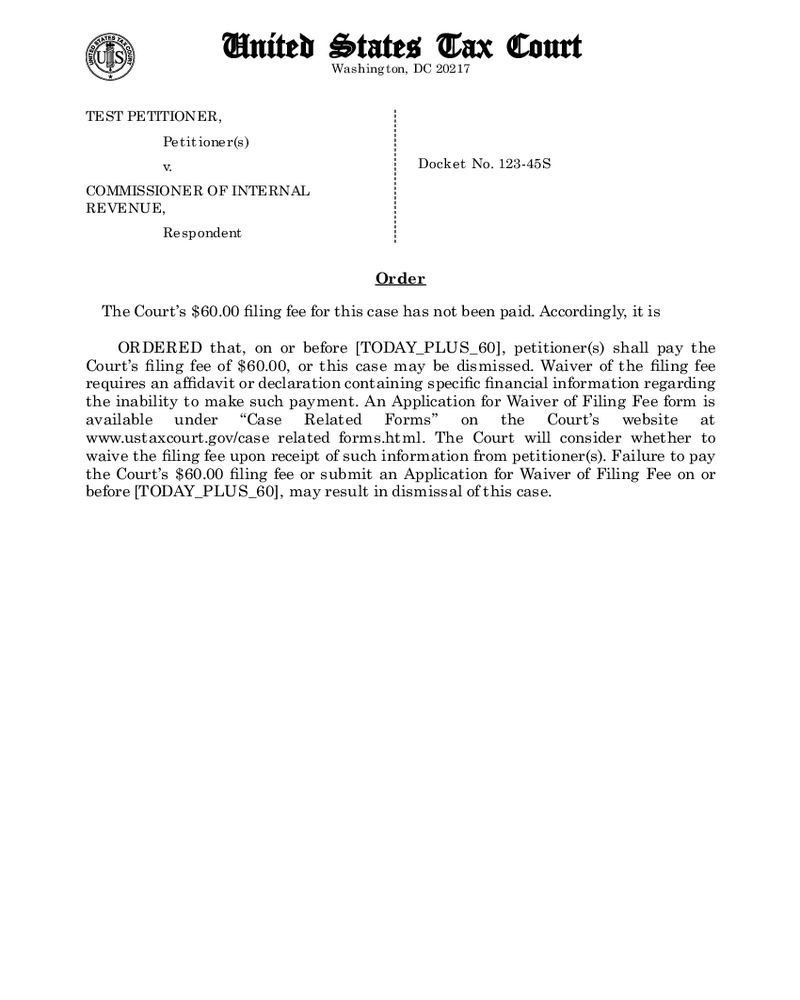 United States Tax Court
Washington, DC 20217
TEST PETITIONER,
Petitioner(s)
v.
COMMISSIONER OF INTERNAL
REVENUE,
Respondent
Docket No. 123-45S
Order
The Court’s $60.00 filing fee for this case has not been paid. Accordingly, it is
ORDERED that, on or before [TODAY_PLUS_60], petitioner(s) shall pay the
Court’s filing fee of $60.00, or this case may be dismissed. Waiver of the filing fee
requires an affidavit or declaration containing specific financial information regarding
the inability to make such payment. An Application for Waiver of Filing Fee form is
available under “Case Related Forms” on the Court’s website at
www.ustaxcourt.gov/case related forms.html. The Court will consider whether to
waive the filing fee upon receipt of such information from petitioner(s). Failure to pay
the Court’s $60.00 filing fee or submit an Application for Waiver of Filing Fee on or
before [TODAY_PLUS_60], may result in dismissal of this case.